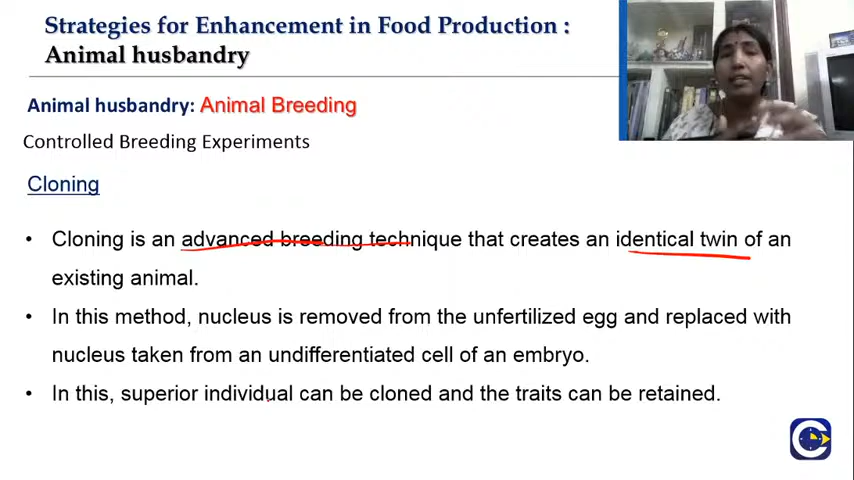 Strategies for Enhancement in Food Production :
Animal husbandry
Animal husbandry: Animal Breeding
Controlled Breeding Experiments
Cloning
• Cloning is an advanced breeding technique that creates an identical twin of an
existing animal.
• In this method, nucleus is removed from the unfertilized egg and replaced with
nucleus taken from an undifferentiated cell of an embryo.
• In this, superior individual can be cloned and the traits can be retained.